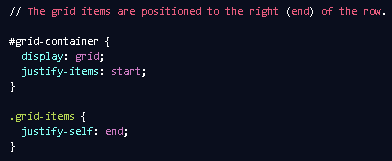 // The grid items are positioned to the right (end) of the row.
#grid-container {
  display: grid;
  justify-items: start;
}
.grid-items {
  justify-self: end;
}